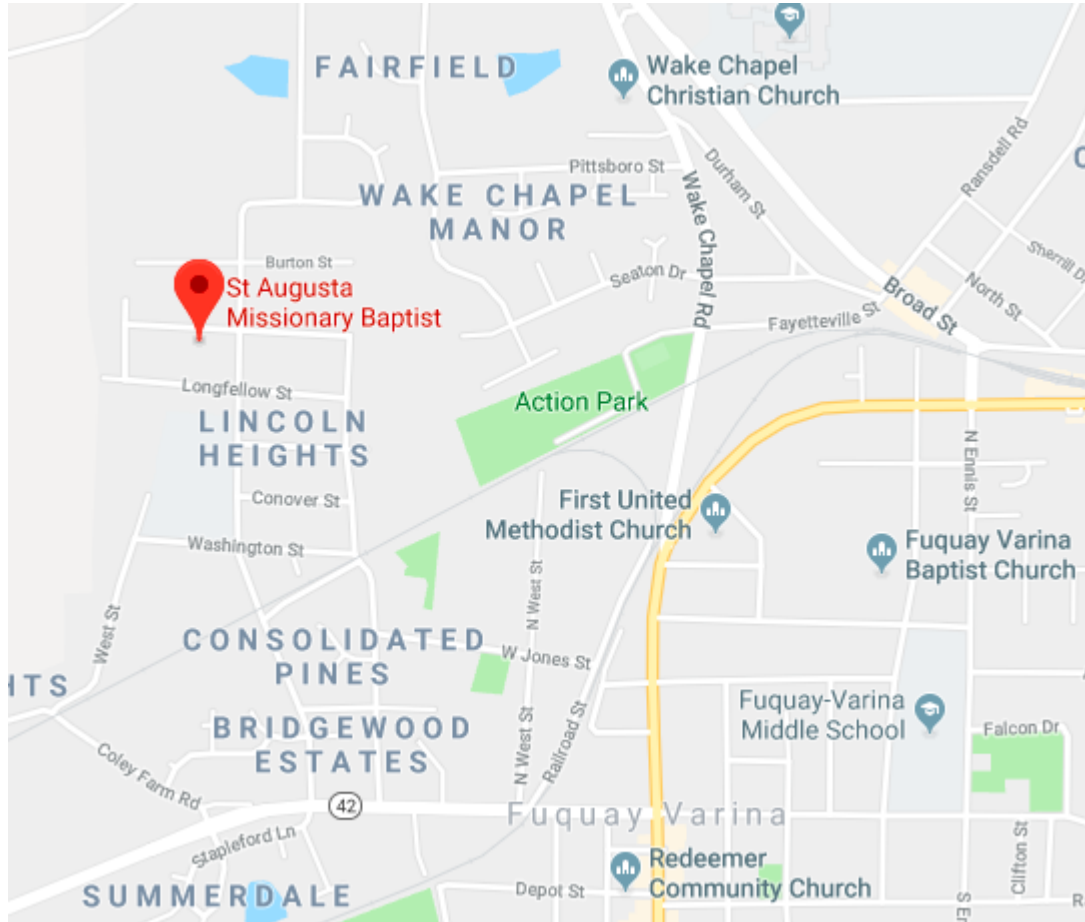 FAIRFIELD
Wake Chapel
Christian Church
Pittsboro St
Durham St
Ransdell Rd
WAKE CHAPEL
MANOR
Wake Chapel Rd
Sherrill Dr
Burton St
Seaton Dr
North St
St Augusta
Missionary Baptist
Broad St
Fayetteville St
Longfellow St
Action Park
LINCOLN
HEIGHTS
N Ennis St
Conover St
First United
Methodist Church
Washington St
Fuquay Varina
Baptist Church
N West St
West St
CONSOLIDATED
PINES
W Jones St
HTS
Fuquay-Varina
Middle School
BRIDGEWOOD
ESTATES
Falcon Dr
N West St
Railroad St
Coley Farm Rd
42
Fuquay Varina
Stapleford Ln
Clifton St
Redeemer
Community Church
SUMMERDALE
Depot St